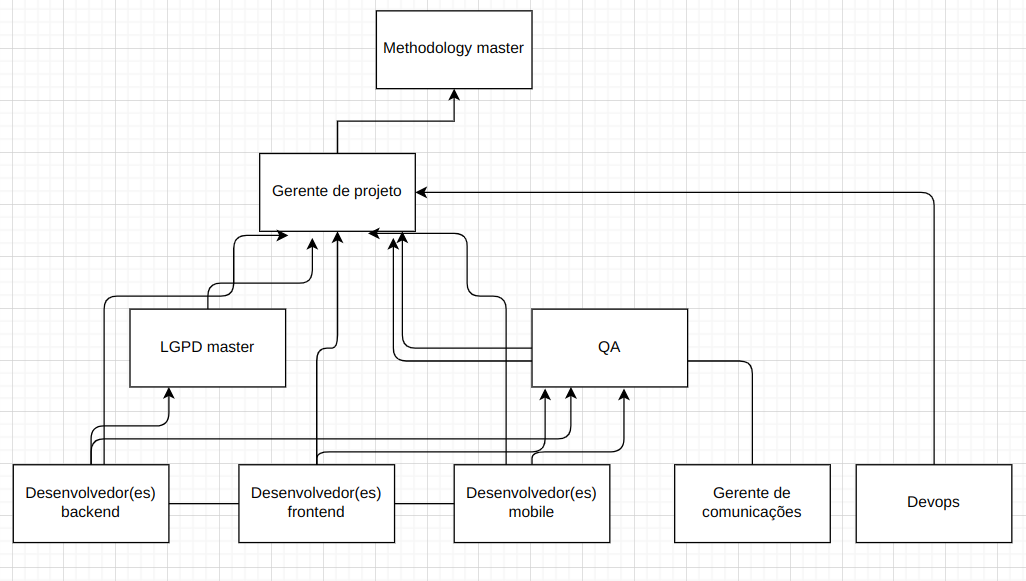 Methodology master
Gerente de projeto
LGPD master
QA
Desenvolvedor(es)
backend
Desenvolvedor(es)
frontend
Desenvolvedor(es)
mobile
Gerente de
comunicações
Devops